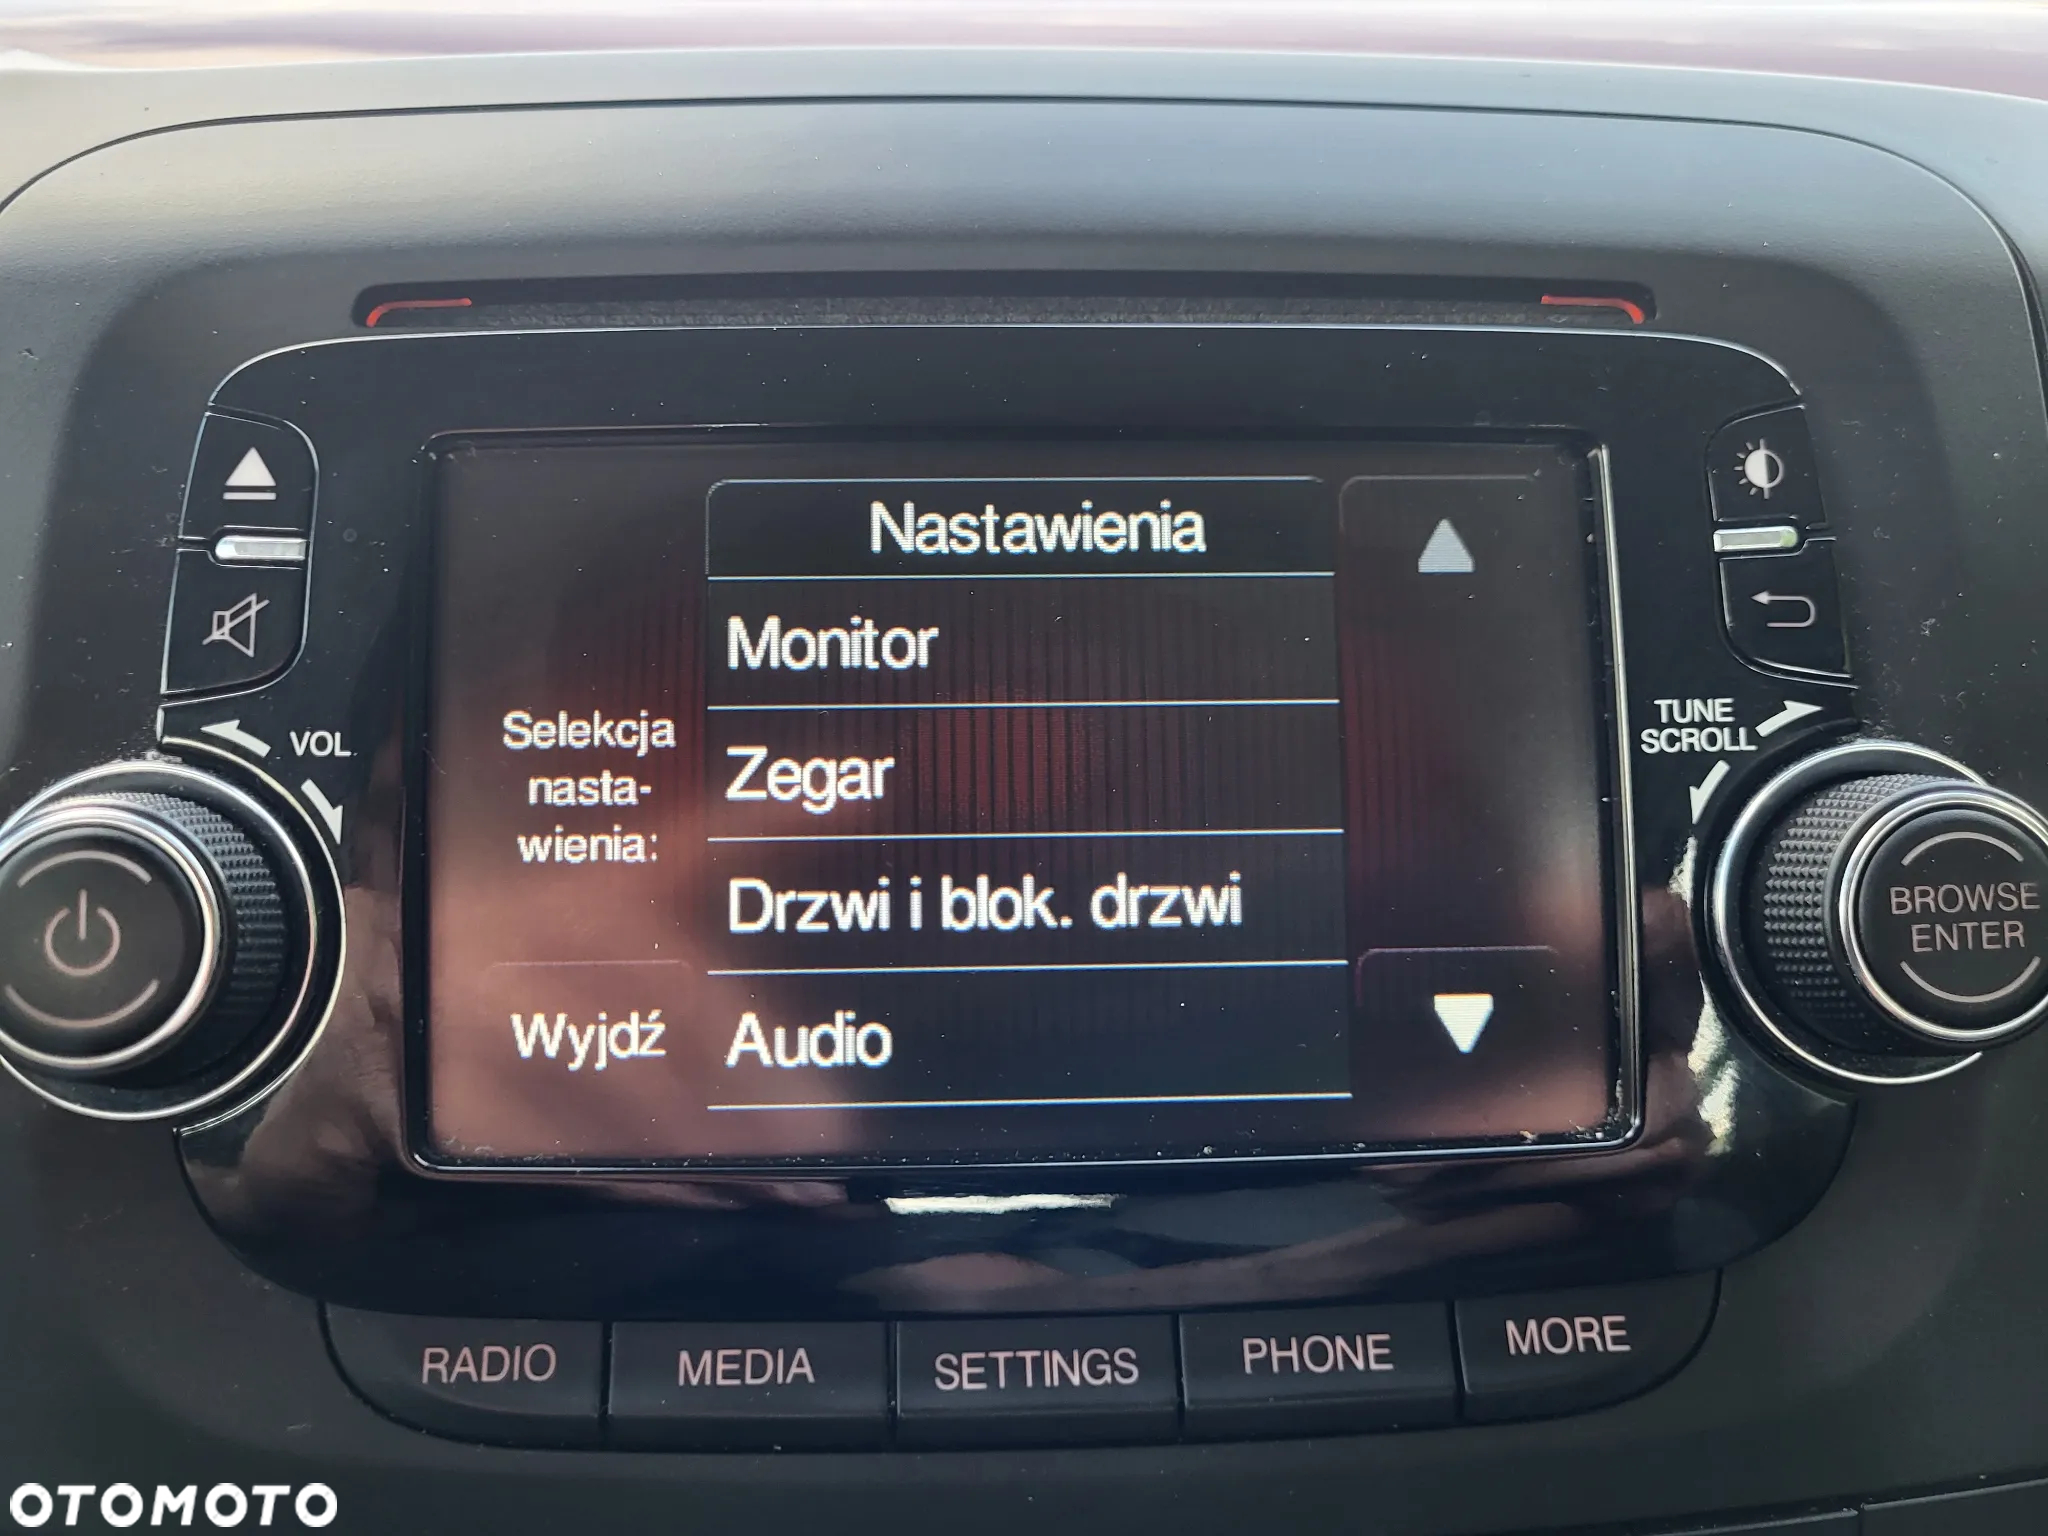 Nastawienia
Monitor
Selekcja
nasta-
wienia:
Zegar
Drzwi i blok. drzwi
Wyjdź
Audio
VOL
TUNE
SCROLL
BROWSE
ENTER
RADIO
MEDIA
SETTINGS
PHONE
MORE
OTOMOTO